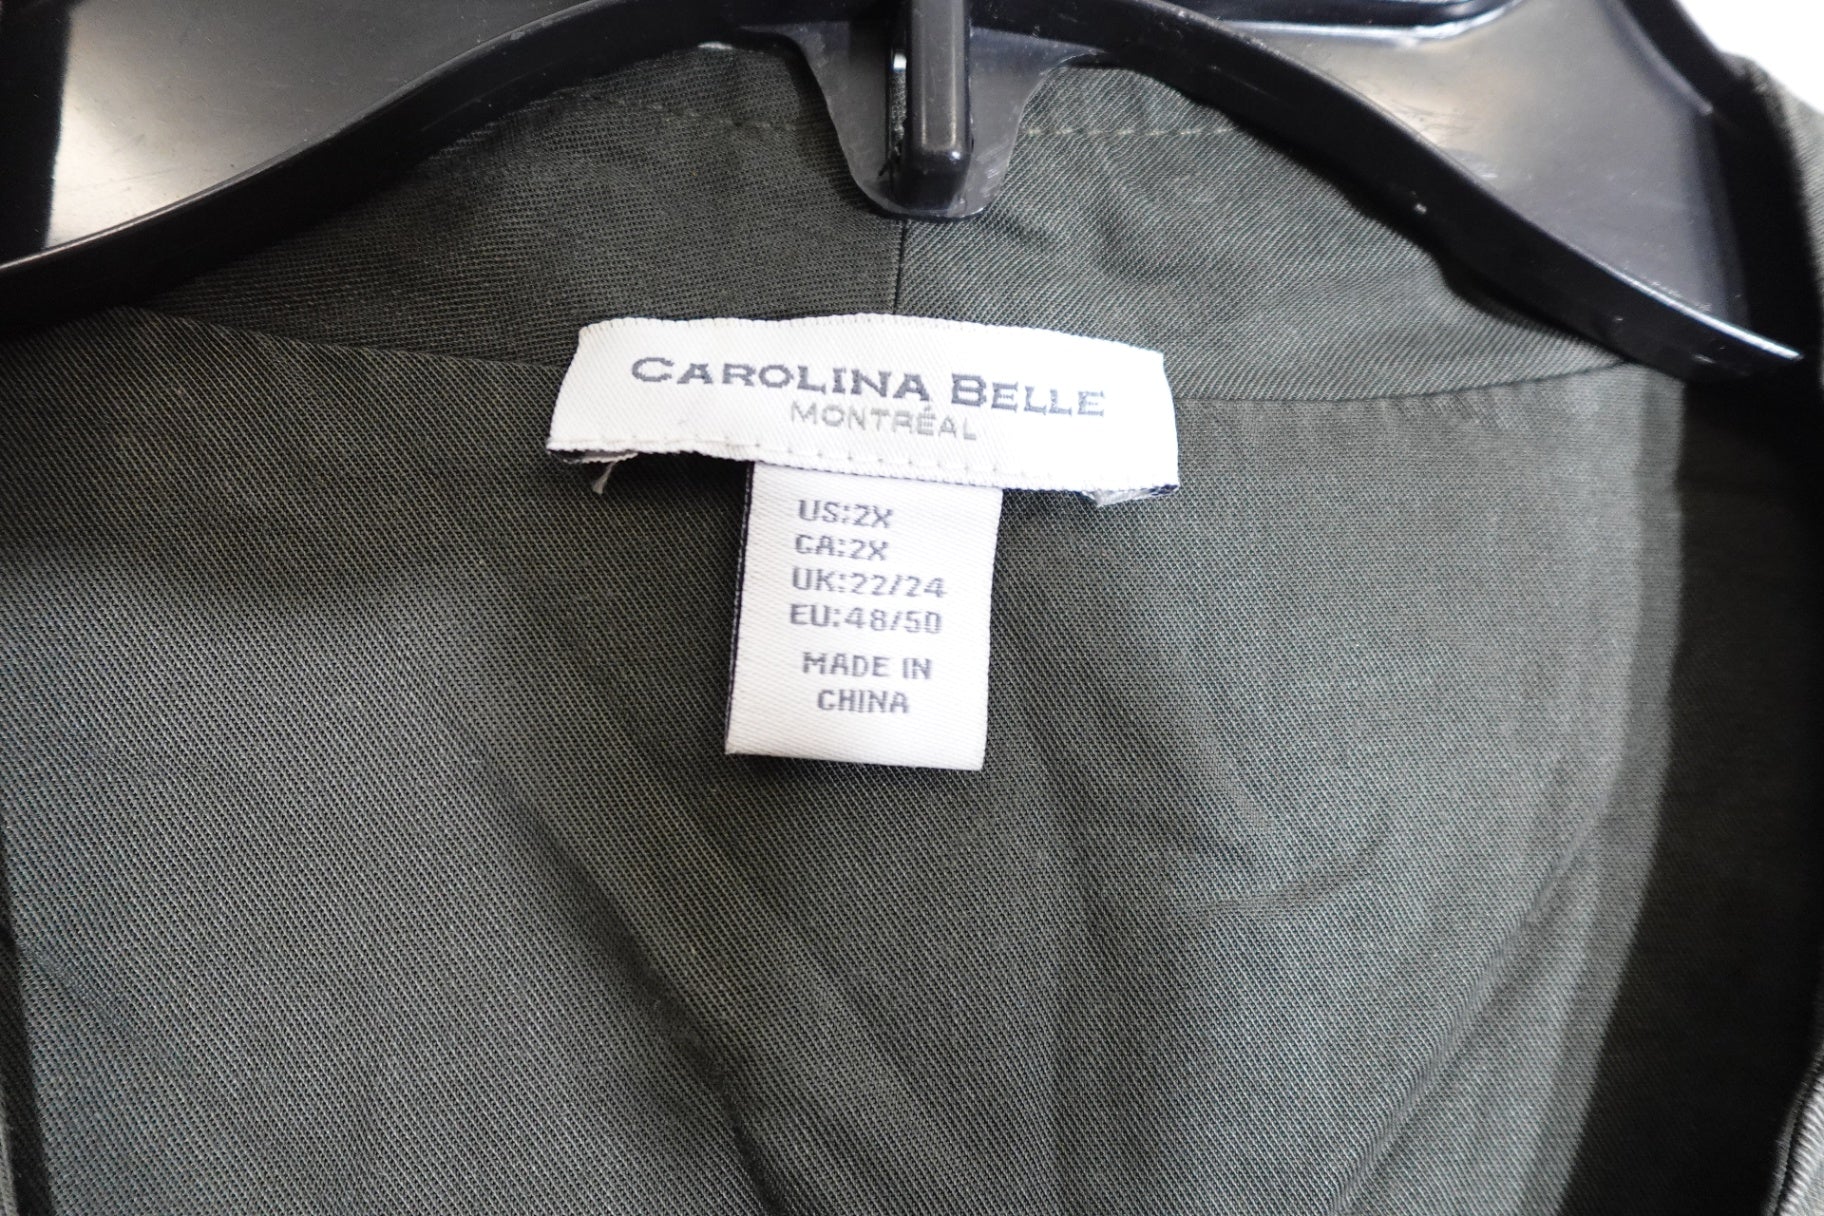 CAROLINA BELLE
MONTRÉAL
US:2X
CA:2X
UK:22/24
EU:48/50
MADE IN
CHINA